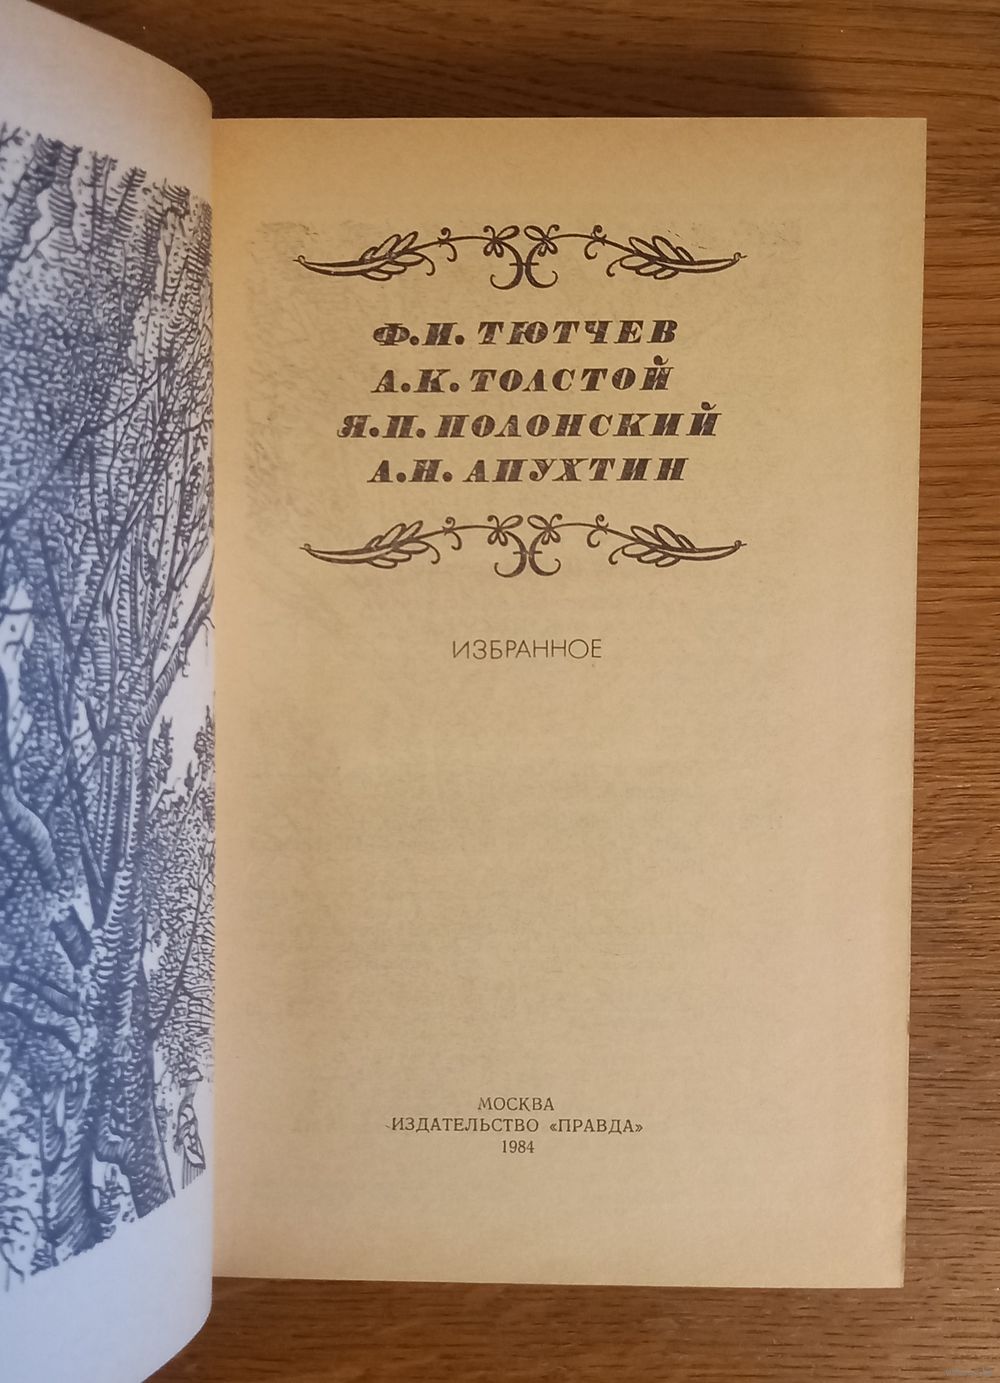 Ф.И. ТЮТЧЕВ
А.К. ТОЛСТОЙ
Я.П. ПОЛОНСКИЙ
А.Н. АПУХТИН
ИЗБРАННОЕ
МОСКВА
ИЗДАТЕЛЬСТВО «ПРАВДА»
1984